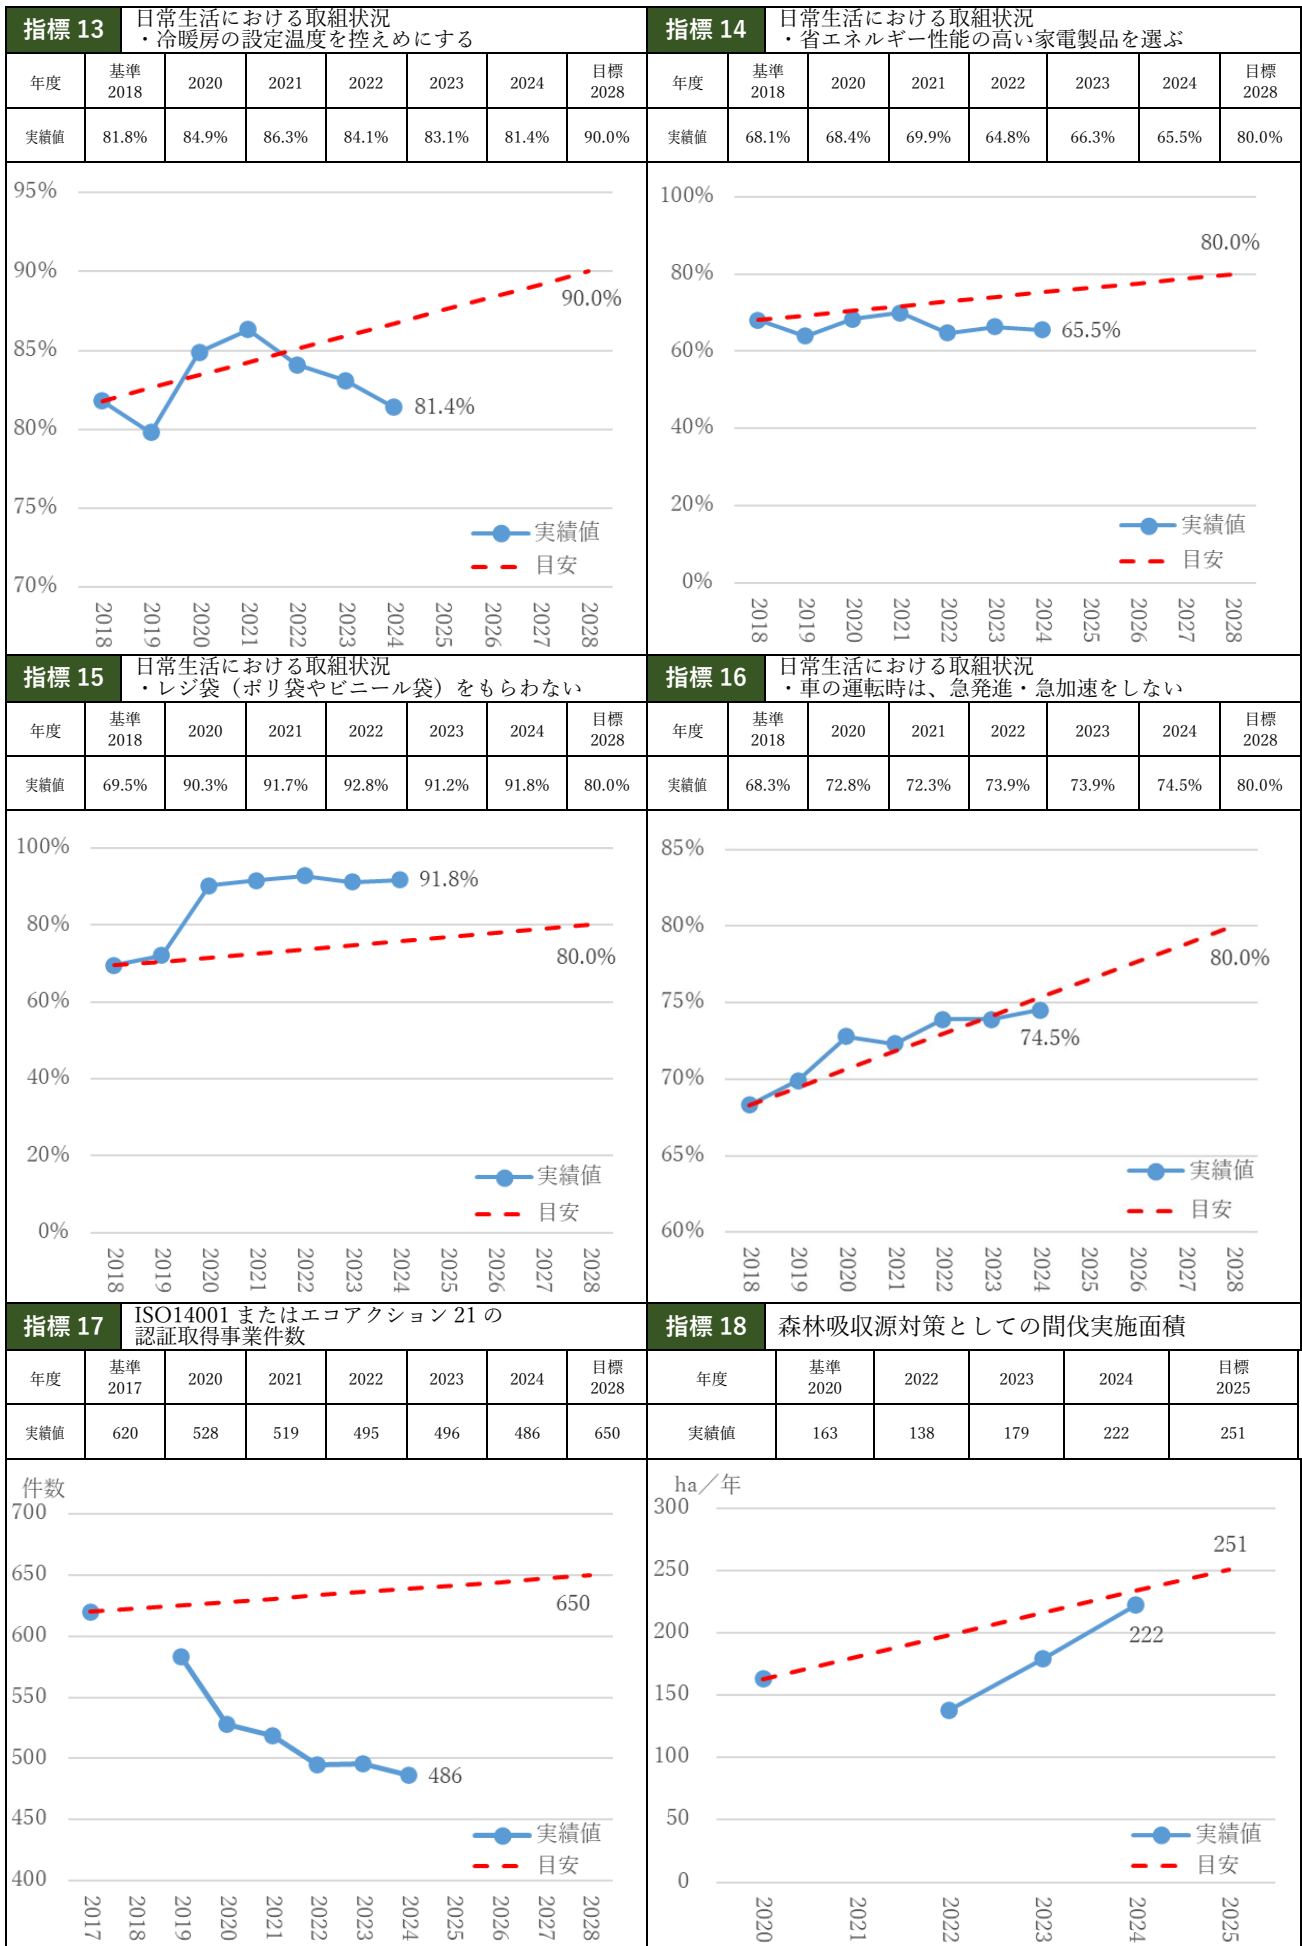 指標 13
日常生活における取組状況
・冷暖房の設定温度を控えめにする
年度 基準 2018 2020 2021 2022 2023 2024 目標 2028
実績値 81.8% 84.9% 86.3% 84.1% 83.1% 81.4% 90.0%
95%
90%
85%
80%
75%
70%
90.0%
81.4%
実績値
目安
2018 2019 2020 2021 2022 2023 2024 2025 2026 2027 2028
指標 14
日常生活における取組状況
・省エネルギー性能の高い家電製品を選ぶ
年度 基準 2018 2020 2021 2022 2023 2024 目標 2028
実績値 68.1% 68.4% 69.9% 64.8% 66.3% 65.5% 80.0%
100%
80%
60%
40%
20%
0%
80.0%
65.5%
実績値
目安
2018 2019 2020 2021 2022 2023 2024 2025 2026 2027 2028
指標 15
日常生活における取組状況
・レジ袋（ポリ袋やビニール袋）をもらわない
年度 基準 2018 2020 2021 2022 2023 2024 目標 2028
実績値 69.5% 90.3% 91.7% 92.8% 91.2% 91.8% 80.0%
100%
80%
60%
40%
20%
0%
91.8%
80.0%
実績値
目安
2018 2019 2020 2021 2022 2023 2024 2025 2026 2027 2028
指標 16
日常生活における取組状況
・車の運転時は、急発進・急加速をしない
年度 基準 2018 2020 2021 2022 2023 2024 目標 2028
実績値 68.3% 72.8% 72.3% 73.9% 73.9% 74.5% 80.0%
85%
80%
75%
70%
65%
60%
80.0%
74.5%
実績値
目安
2018 2019 2020 2021 2022 2023 2024 2025 2026 2027 2028
指標 17
ISO14001 またはエコアクション 21 の
認証取得事業件数
年度 基準 2017 2020 2021 2022 2023 2024 目標 2028
実績値 620 528 519 495 496 486 650
件数
700
650
600
550
500
450
400
650
486
実績値
目安
2017 2018 2019 2020 2021 2022 2023 2024 2025 2026 2027 2028
指標 18
森林吸収源対策としての間伐実施面積
年度 基準 2020 2022 2023 2024 目標 2025
実績値 163 138 179 222 251
ha／年
300
250
200
150
100
50
0
251
222
実績値
目安
2020 2021 2022 2023 2024 2025